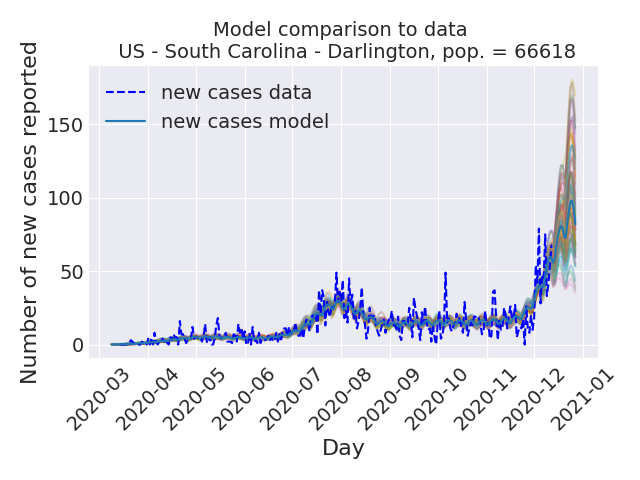 Model comparison to data
US - South Carolina - Darlington, pop. = 66618
new cases data
new cases model
Number of new cases reported
150
100
50
0
2020-03
2020-04
2020-05
2020-06
2020-07
2020-08
2020-09
2020-10
2020-11
2020-12
2021-01
Day